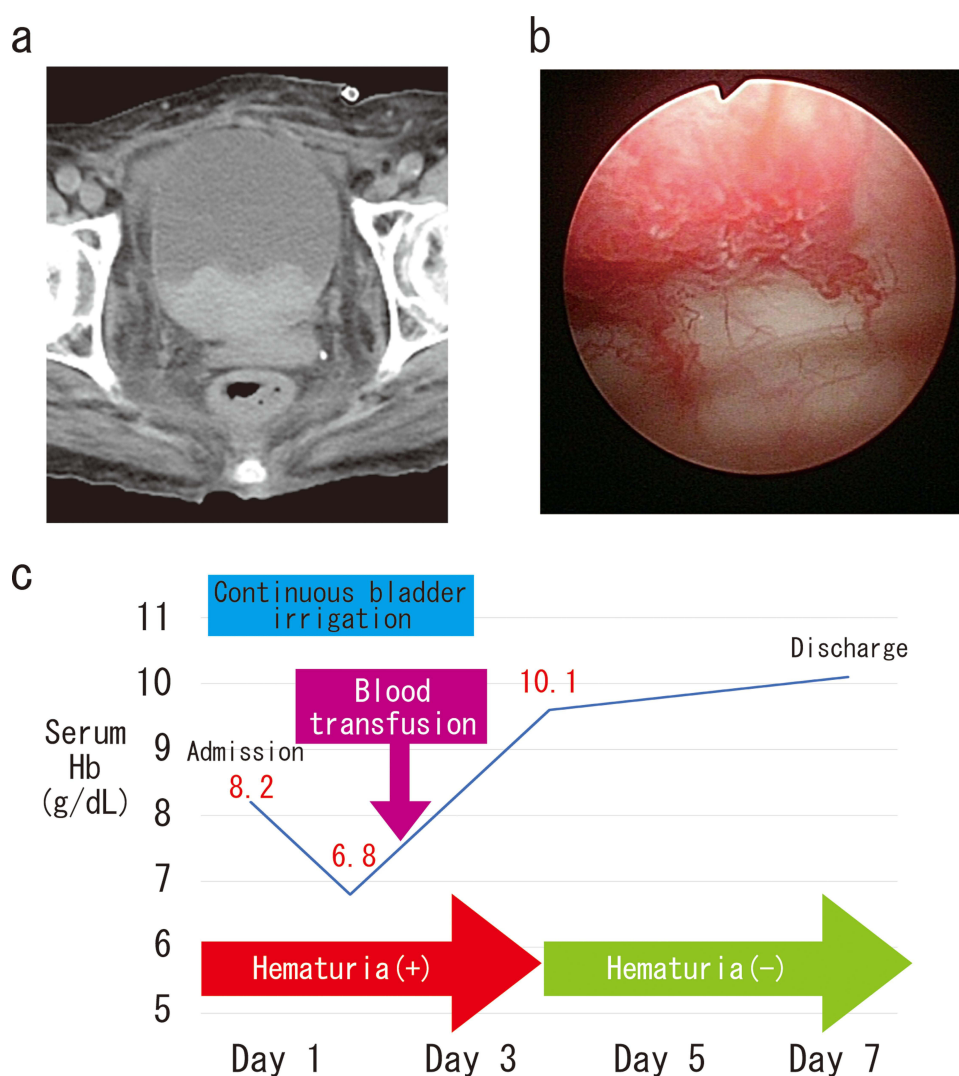 a
b
c
Continuous bladder
irrigation
11
Discharge
10
10.1
Blood
transfusion
Serum
Hb
(g/dL)
9
Admission
8.2
8
6.8
7
6
Hematuria(+)
Hematuria(−)
5
Day 1
Day 3
Day 5
Day 7